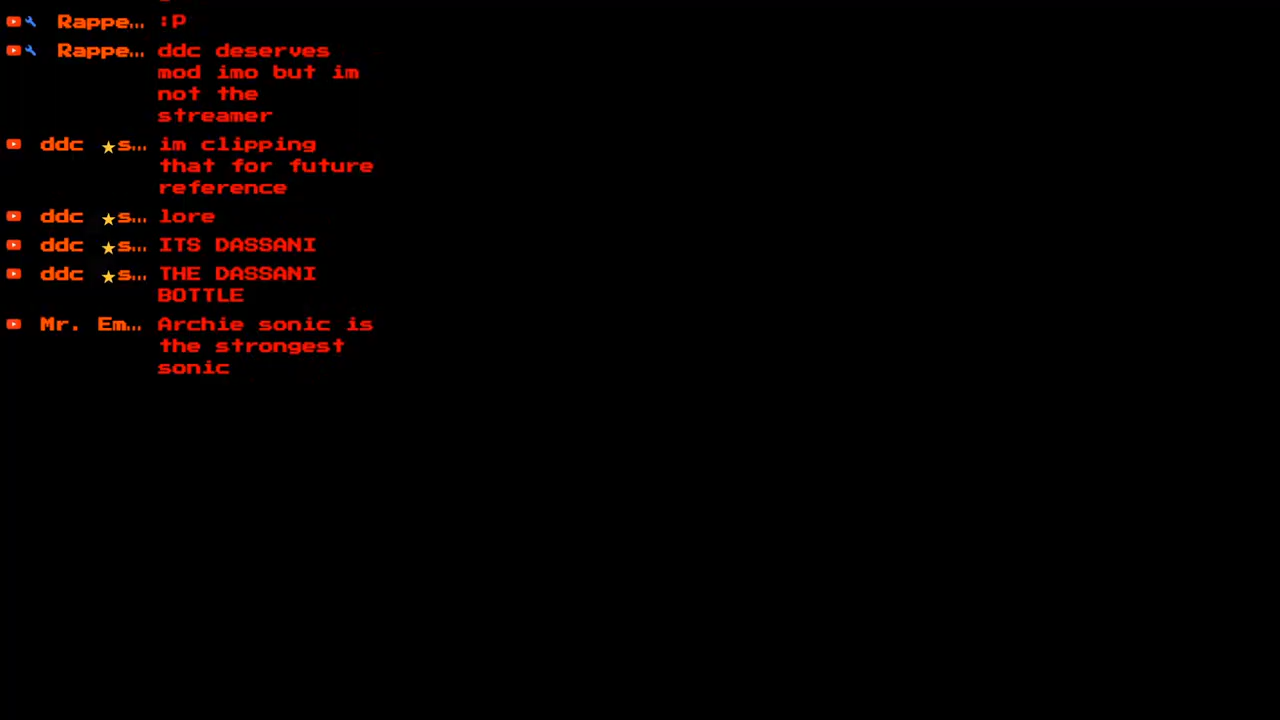 Rappe... :P
Rappe... ddc deserves
mod imo but im
not the
streamer
ddc ★s... im clipping
that for future
reference
ddc ★s... lore
ddc ★s... ITS DASSANI
ddc ★s... THE DASSANI
BOTTLE
Mr. Em... Archie sonic is
the strongest
sonic